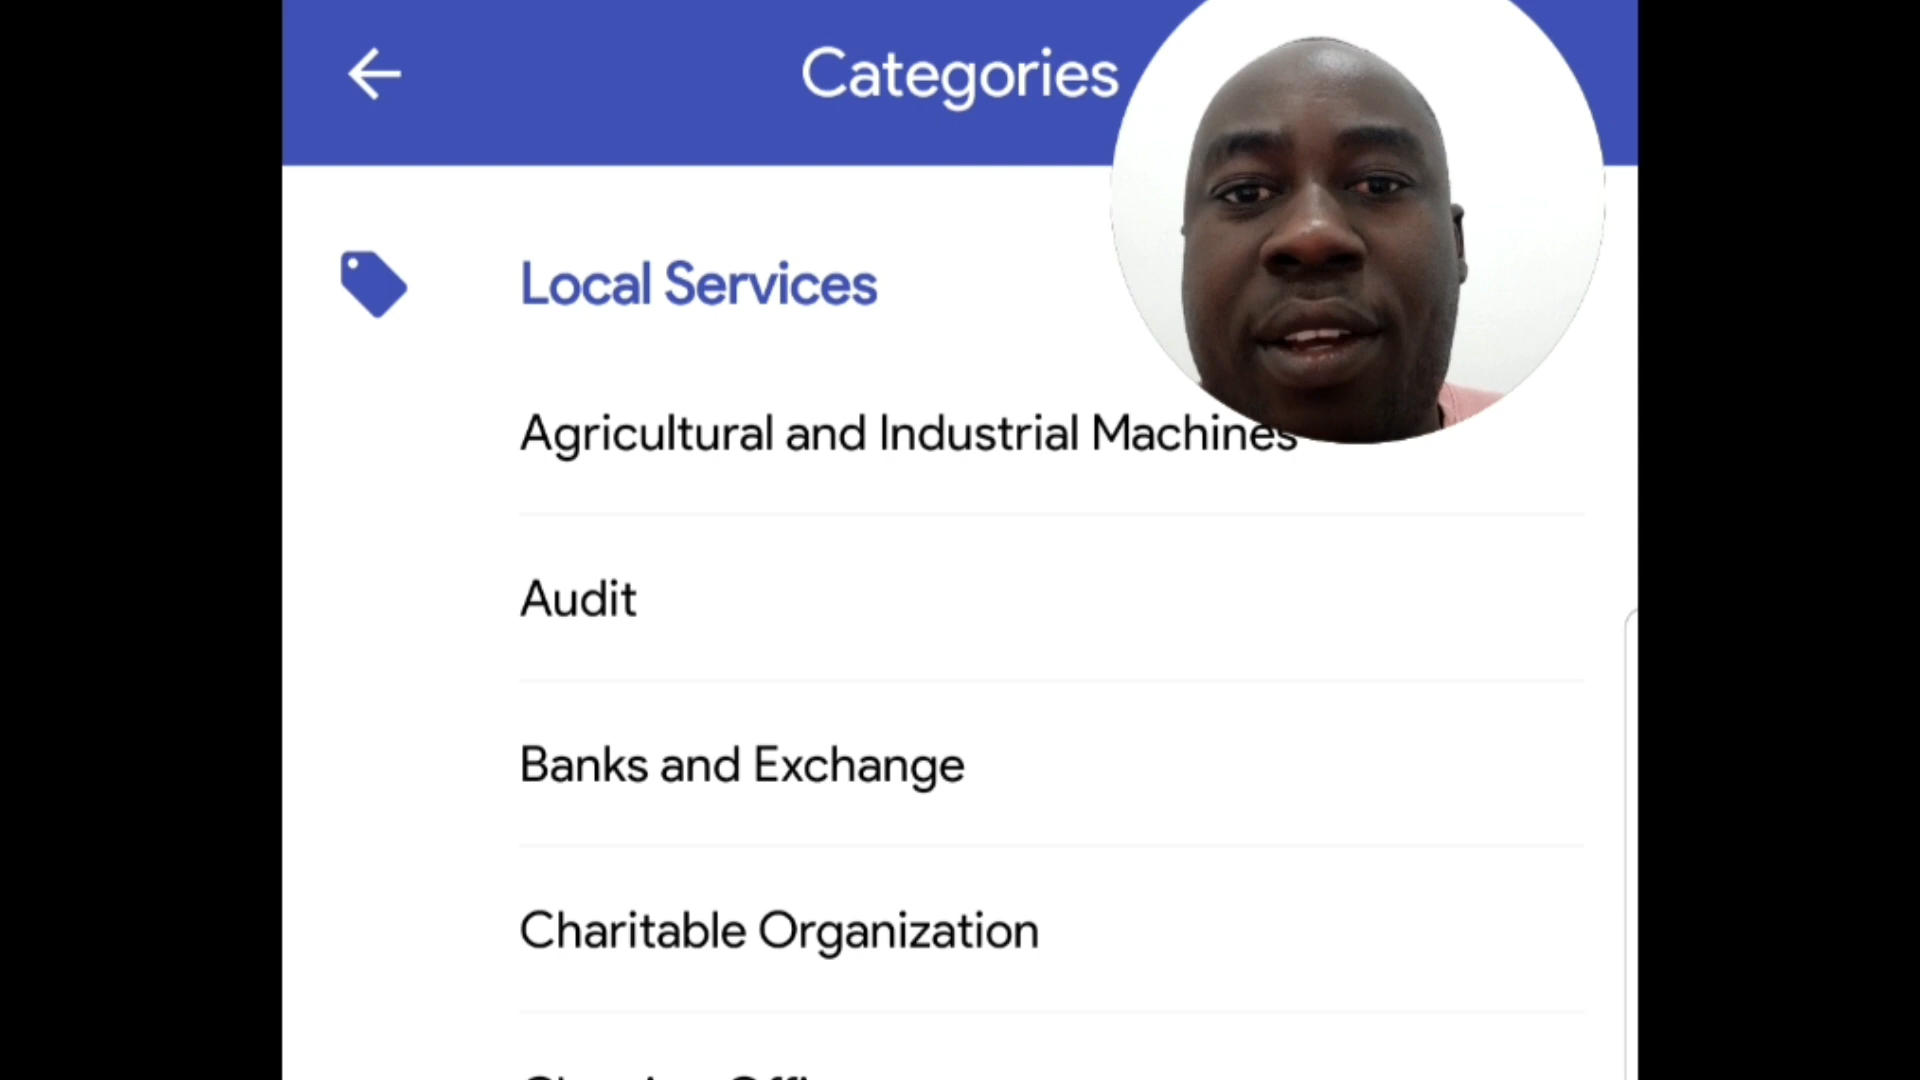 Categories
Local Services
Agricultural and Industrial Machines
Audit
Banks and Exchange
Charitable Organization